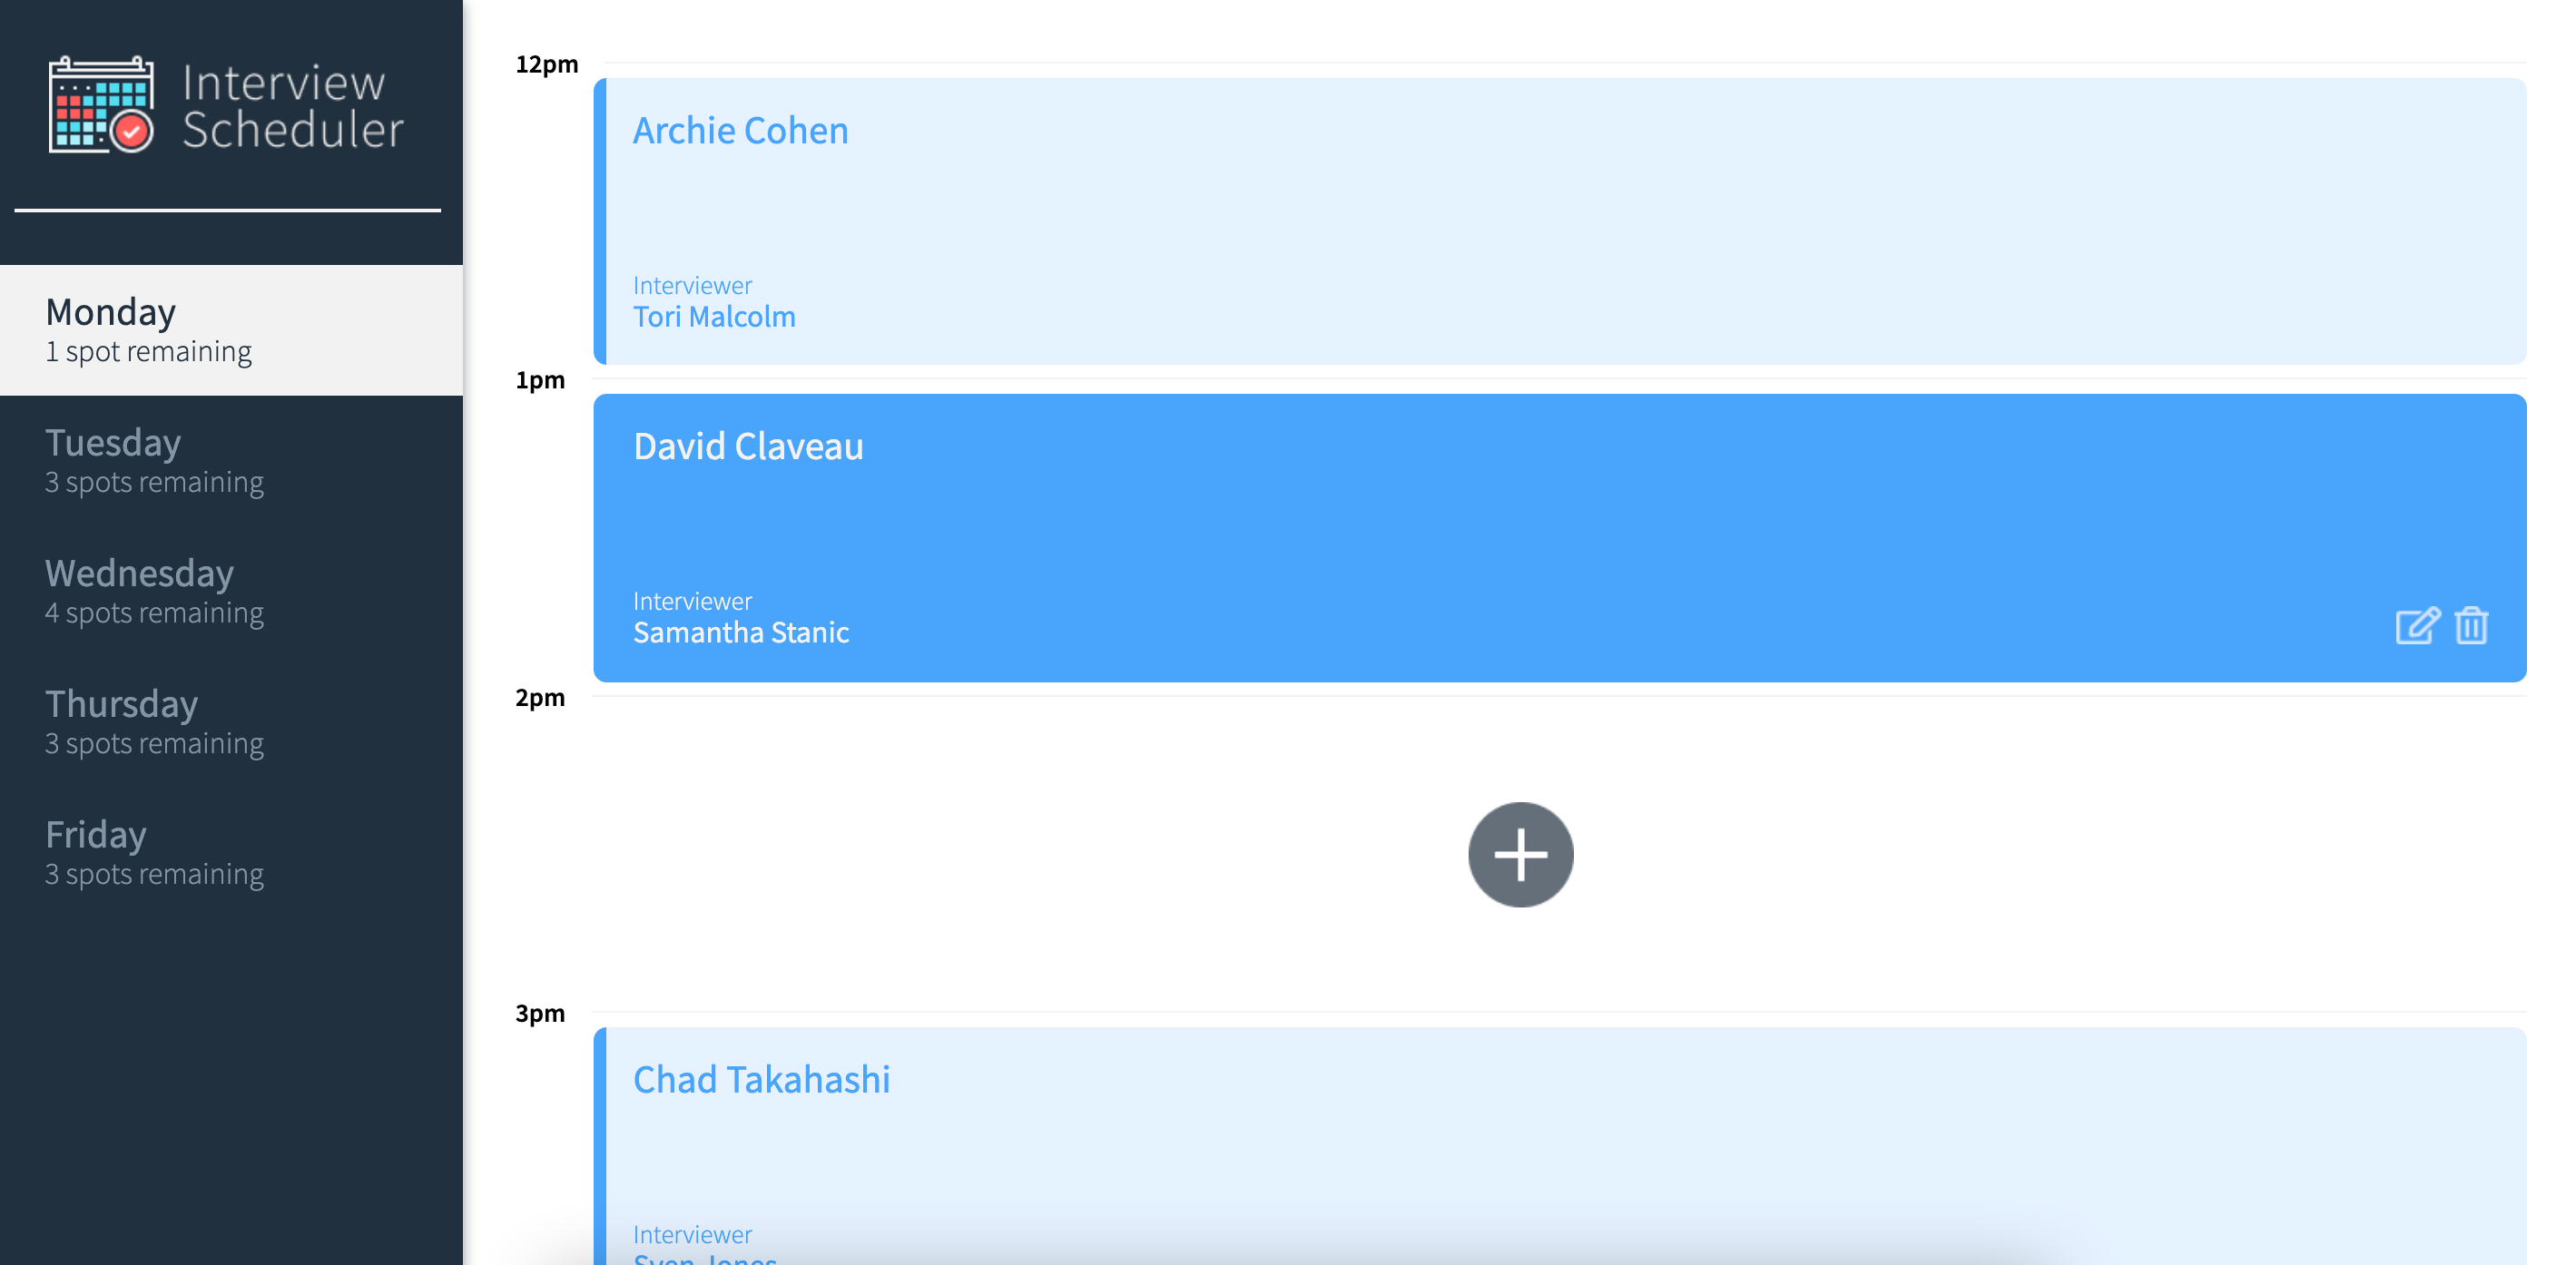 Interview
Scheduler
Monday
1 spot remaining
Tuesday
3 spots remaining
Wednesday
4 spots remaining
Thursday
3 spots remaining
Friday
3 spots remaining
12pm
Archie Cohen
Interviewer
Tori Malcolm
1pm
David Claveau
Interviewer
Samantha Stanic
2pm
3pm
Chad Takahashi
Interviewer
Sven Jones